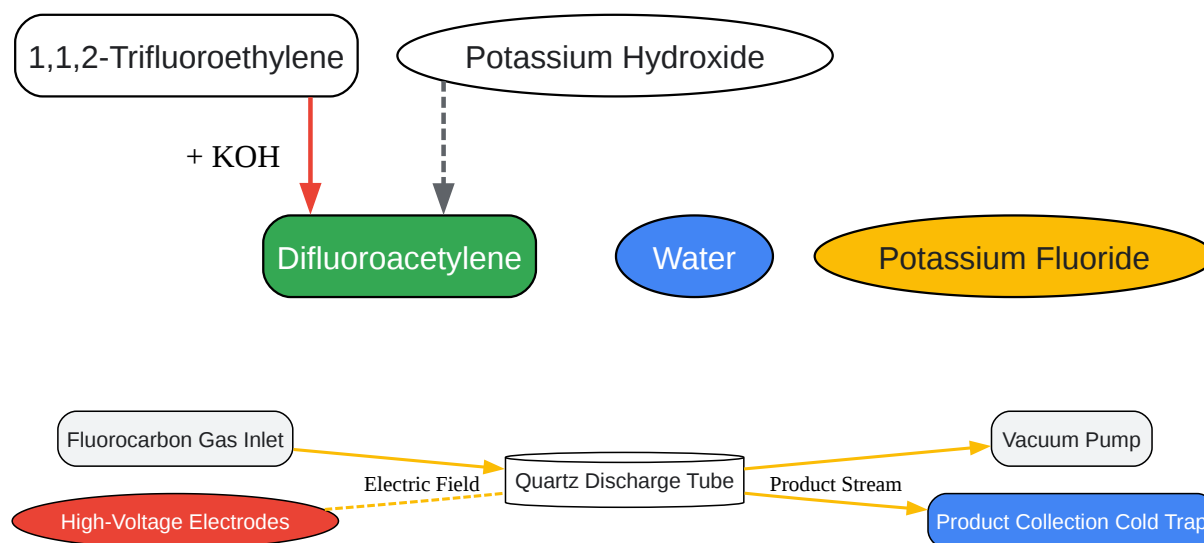 1,1,2-Trifluoroethylene
Potassium Hydroxide
+ KOH
Difluoroacetylene
Water
Potassium Fluoride
Fluorocarbon Gas Inlet
Vacuum Pump
Quartz Discharge Tube
Electric Field
Product Stream
High-Voltage Electrodes
Product Collection Cold Trap